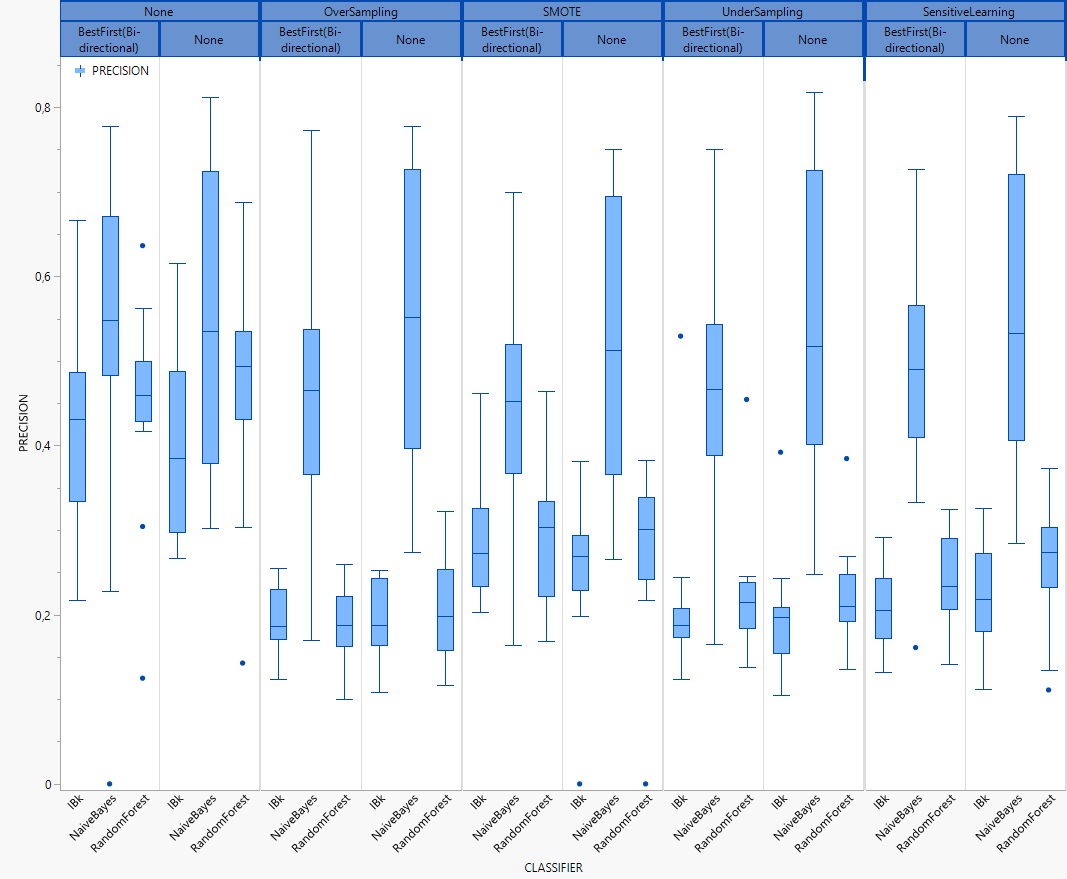 None OverSampling SMOTE UnderSampling SensitiveLearning
BestFirst(Bi-directional) None BestFirst(Bi-directional) None BestFirst(Bi-directional) None BestFirst(Bi-directional) None BestFirst(Bi-directional) None
PRECISION
0,8
0,6
0,4
0,2
0
PRECISION
IBk NaiveBayes RandomForest IBk NaiveBayes RandomForest IBk NaiveBayes RandomForest IBk NaiveBayes RandomForest IBk NaiveBayes RandomForest IBk NaiveBayes RandomForest IBk NaiveBayes RandomForest IBk NaiveBayes RandomForest IBk NaiveBayes RandomForest IBk NaiveBayes RandomForest
CLASSIFIER